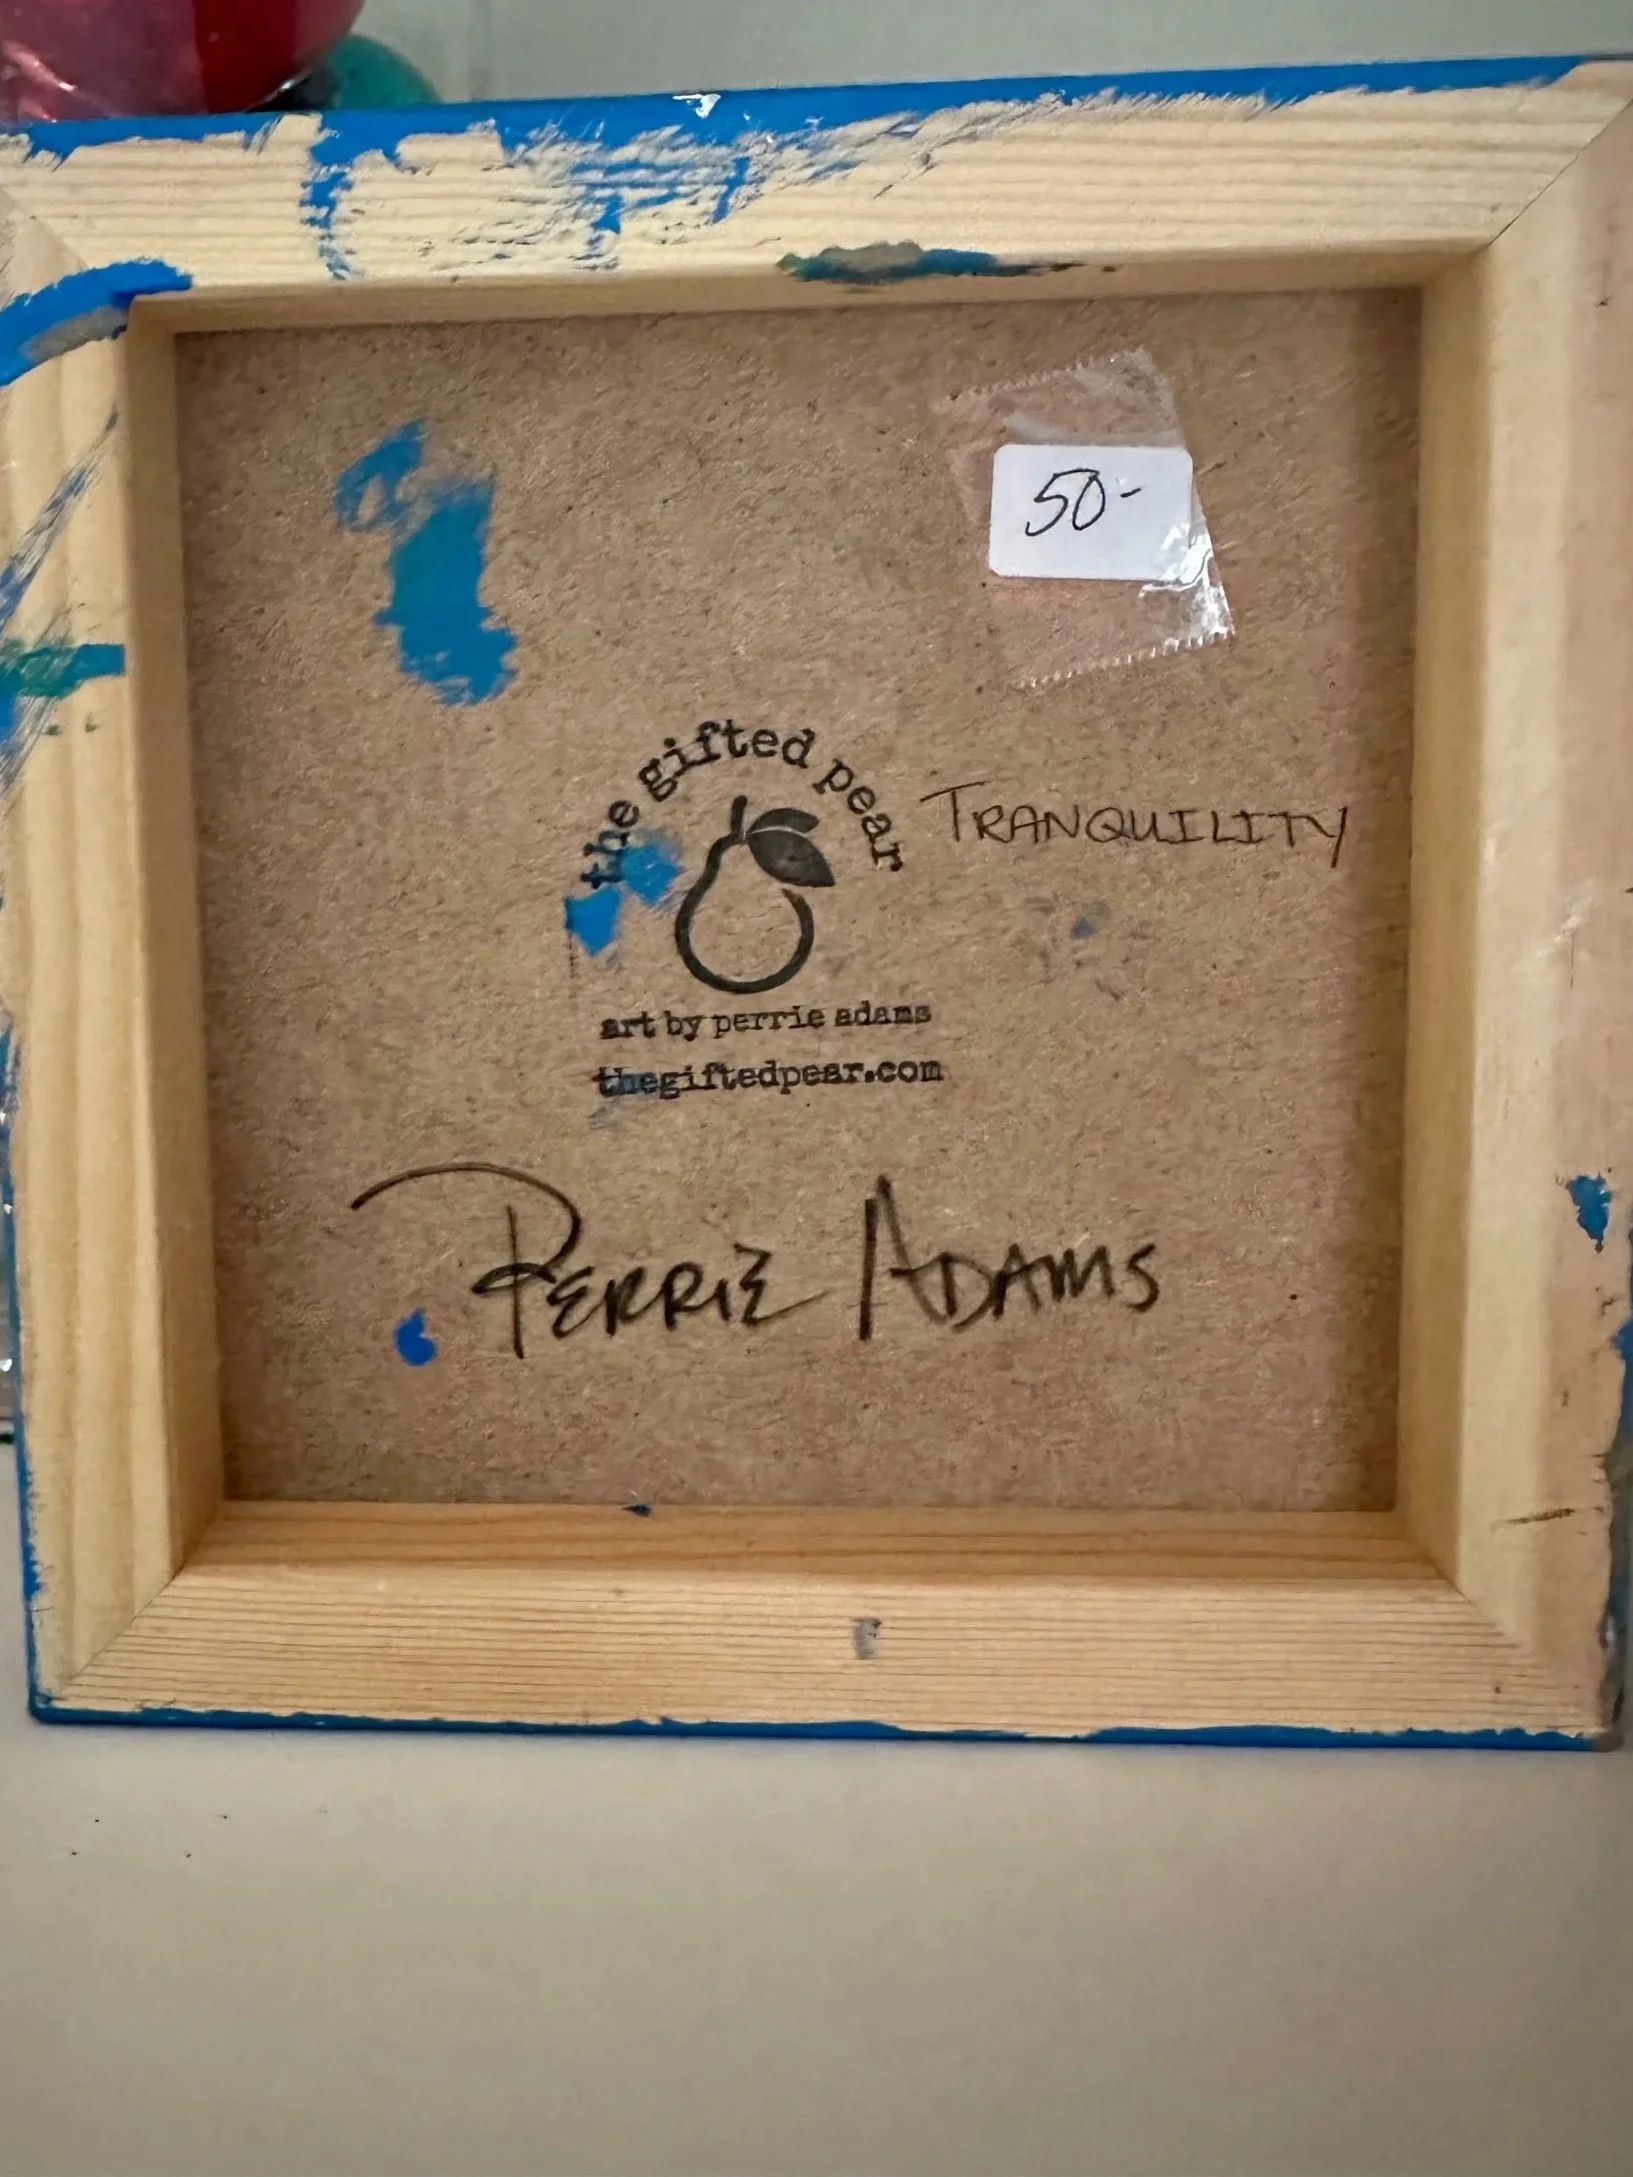 50-
the gifted pear
TRANQUILITY
art by perrie adams
thegiftedpear.com
PERRIE ADAMS